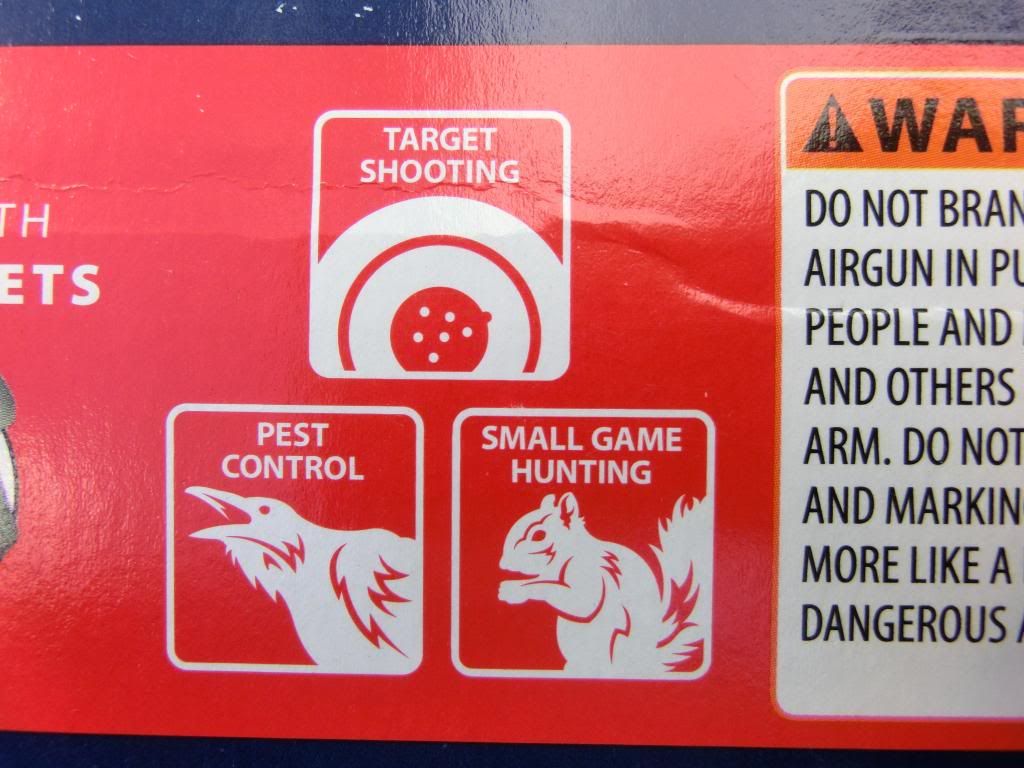 TARGET
SHOOTING
TH
ETS
PEST
CONTROL
SMALL GAME
HUNTING
WAR
DO NOT BRAN
AIRGUN IN PU
PEOPLE AND
AND OTHERS
ARM. DO NOT
AND MARKIN
MORE LIKE A
DANGEROUS A